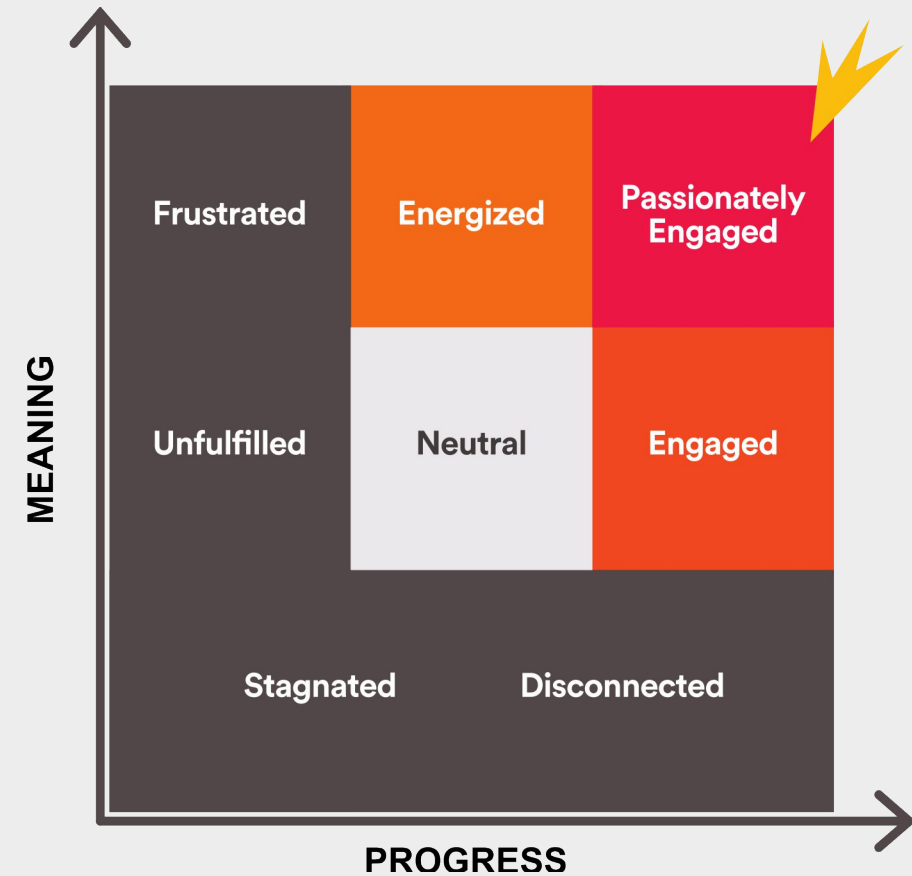 Frustrated
Energized
Passionately
Engaged
MEANING
Unfulfilled
Neutral
Engaged
Stagnated
Disconnected
PROGRESS